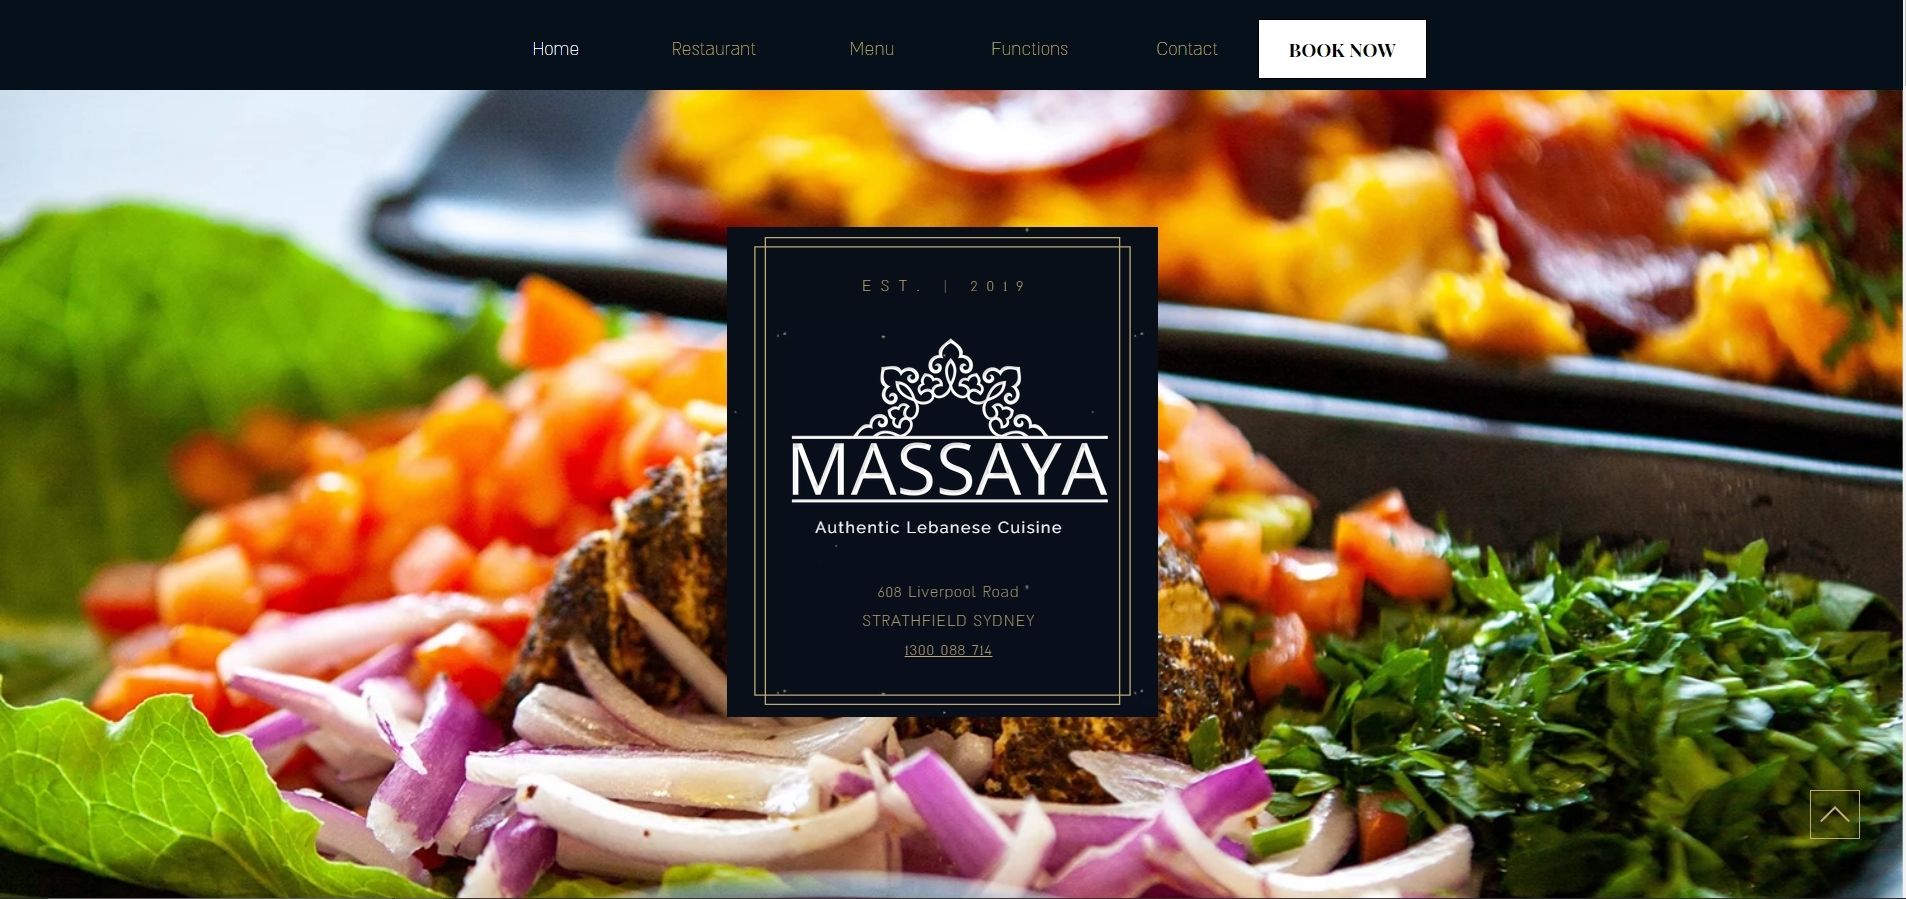 Home Restaurant Menu Functions Contact BOOK NOW
EST. | 2019
MASSAYA
Authentic Lebanese Cuisine
608 Liverpool Road
STRATHFIELD SYDNEY
1300 088 714